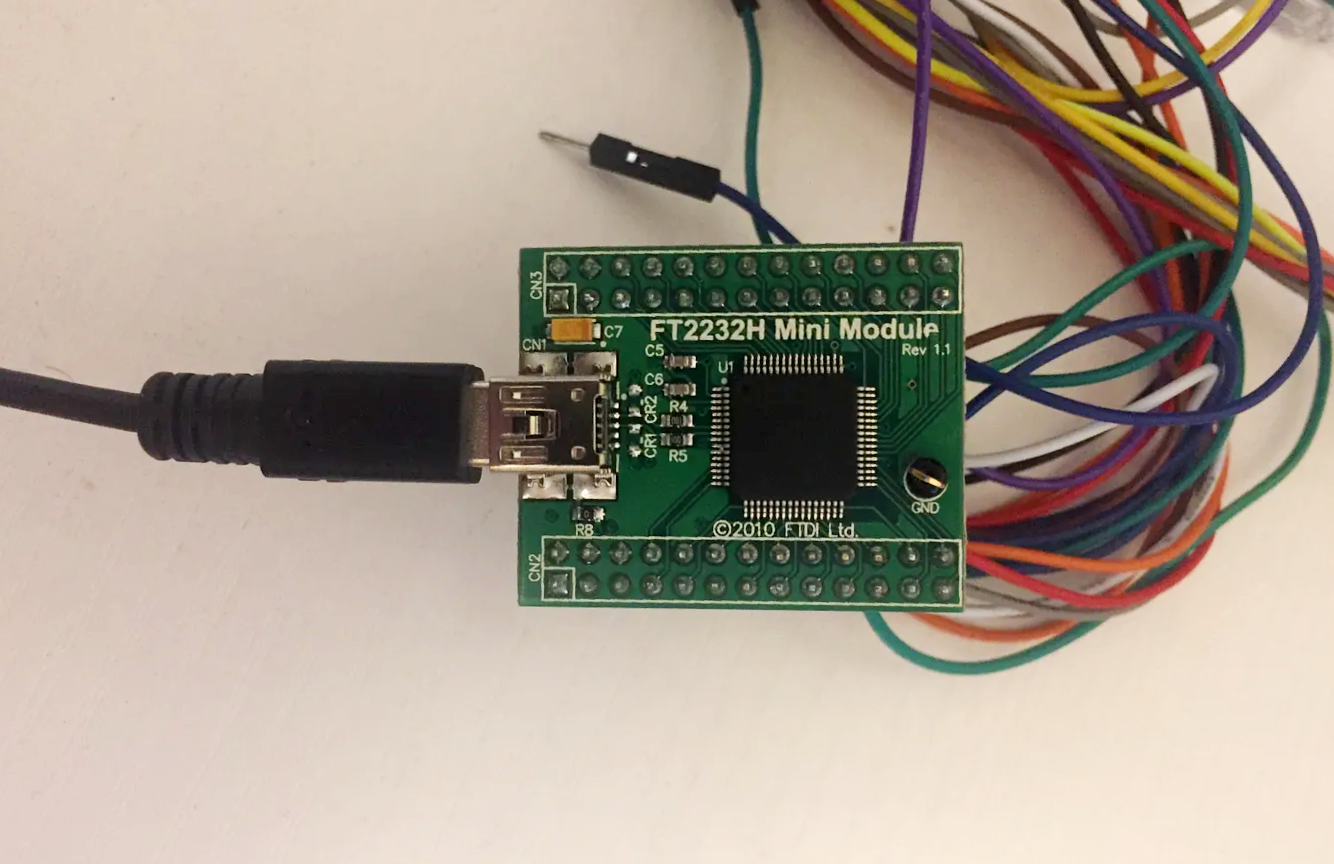 CN3
C7
FT2232H Mini Module
Rev 1.1
CN1
C5
U1
C6
CR2
R4
CR1
R5
GND
R8
©2010 FTDI Ltd.
CN2